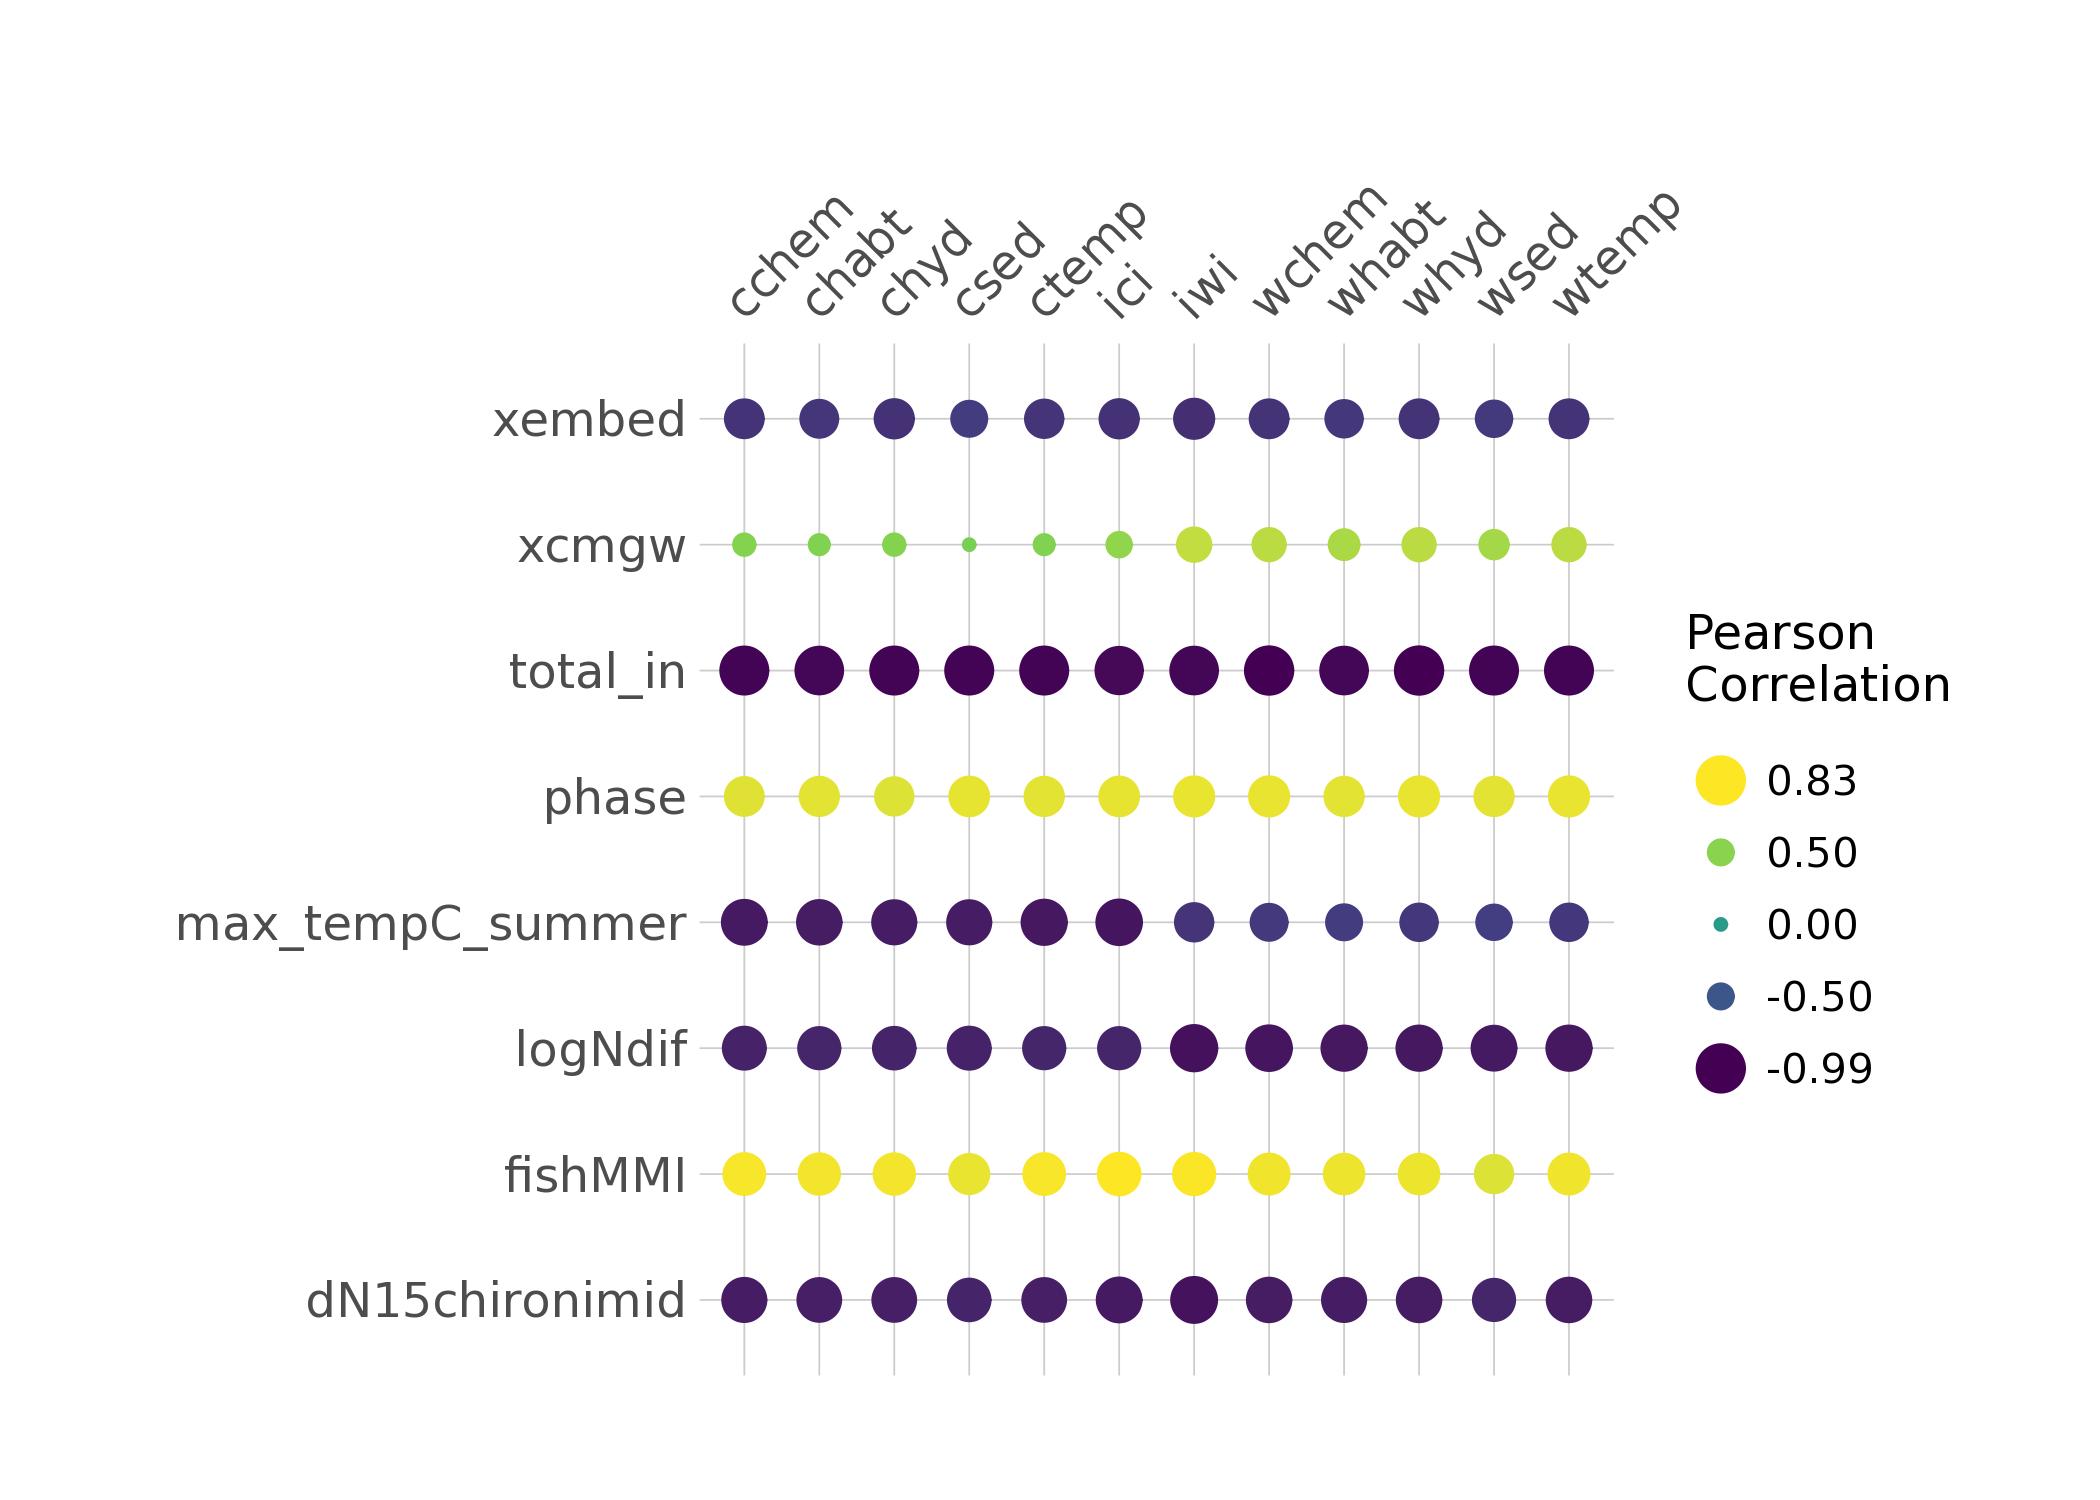 cchem
chabt
chyd
csed
ctemp
ici
iwi
wchem
whabt
whyd
wsed
wtemp
xembed
xcmgw
total_in
phase
max_tempC_summer
logNdif
fishMMI
dN15chironimid
Pearson
Correlation
0.83
0.50
0.00
-0.50
-0.99